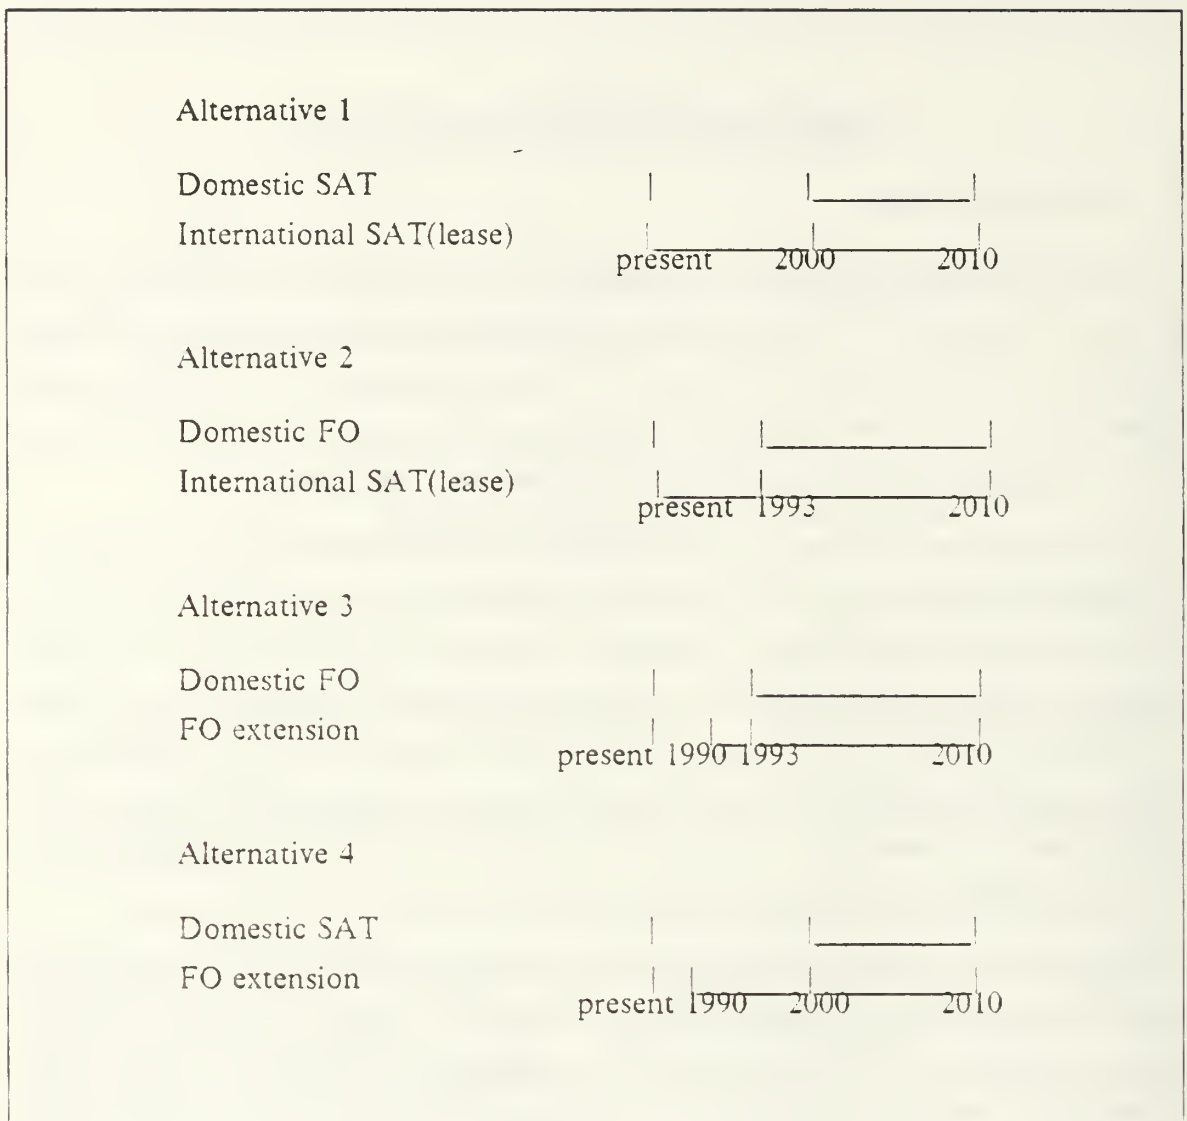 Alternative 1
Domestic SAT
International SAT(lease)
present 2000 2010
Alternative 2
Domestic FO
International SAT(lease)
present 1993 2010
Alternative 3
Domestic FO
FO extension
present 1990 1993 2010
Alternative 4
Domestic SAT
FO extension
present 1990 2000 2010